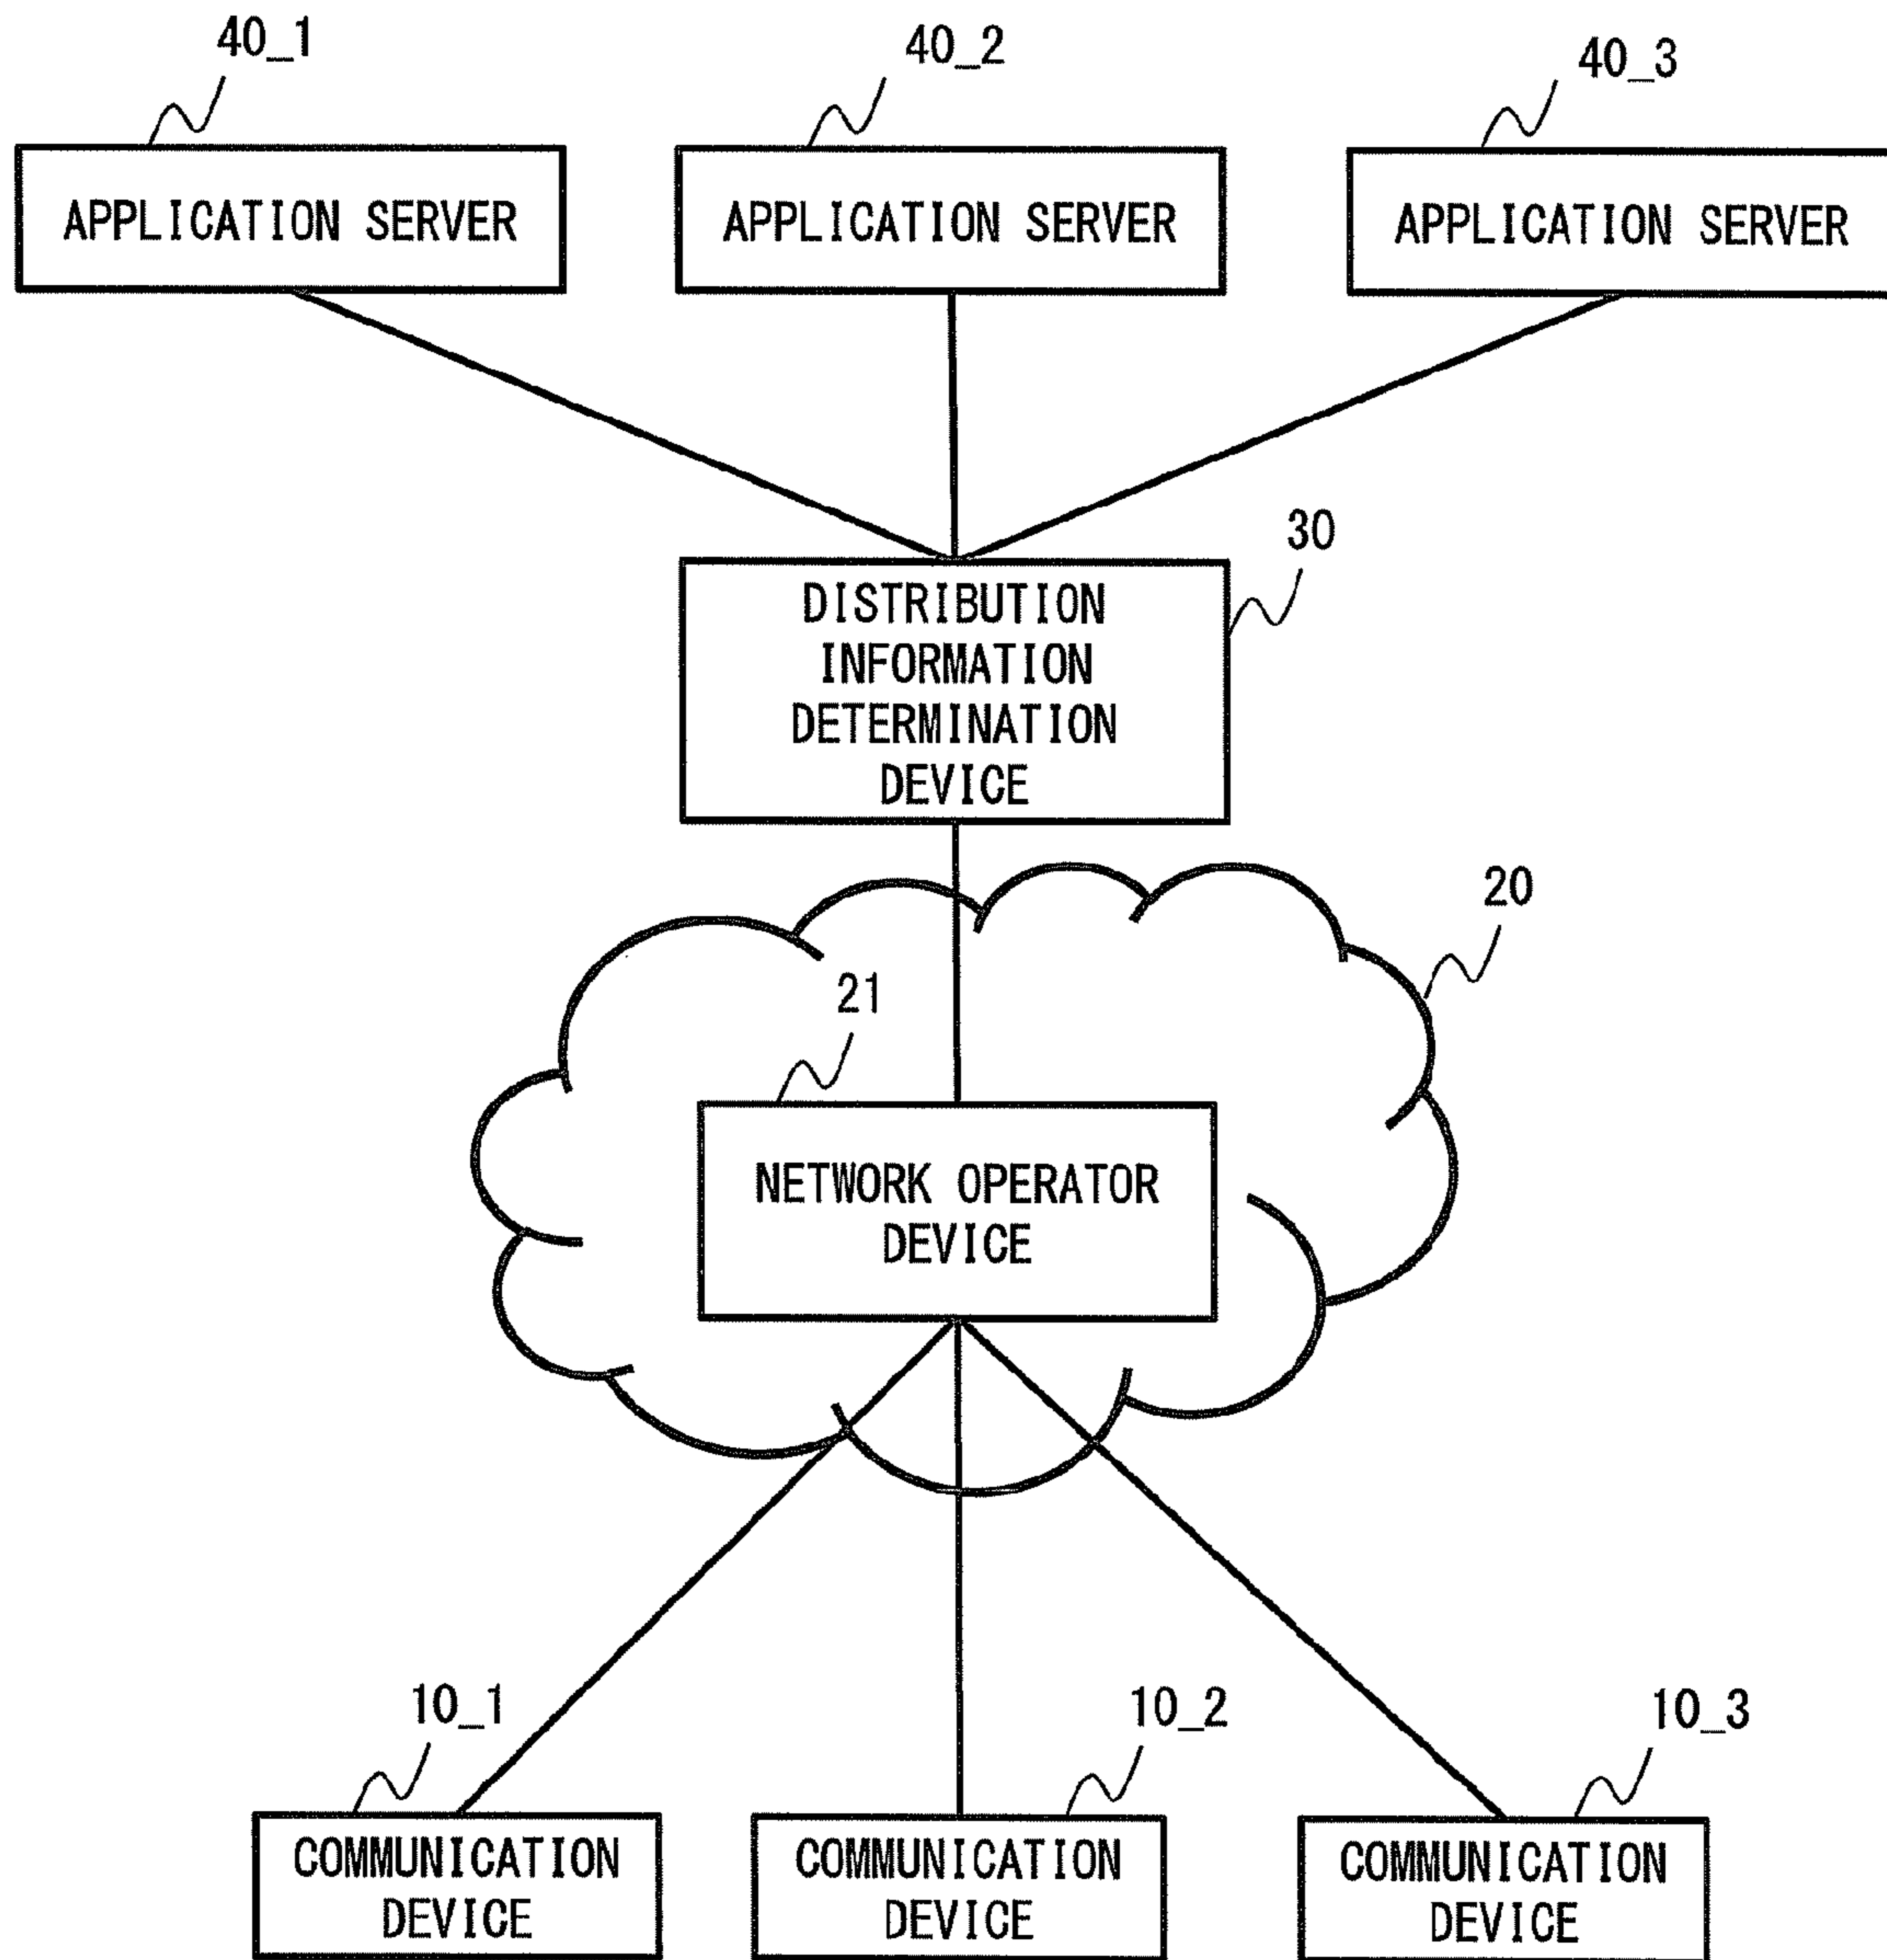 40_1
40_2
40_3
APPLICATION SERVER
APPLICATION SERVER
APPLICATION SERVER
30
DISTRIBUTION
INFORMATION
DETERMINATION
DEVICE
20
21
NETWORK OPERATOR
DEVICE
10_1
10_2
10_3
COMMUNICATION
DEVICE
COMMUNICATION
DEVICE
COMMUNICATION
DEVICE